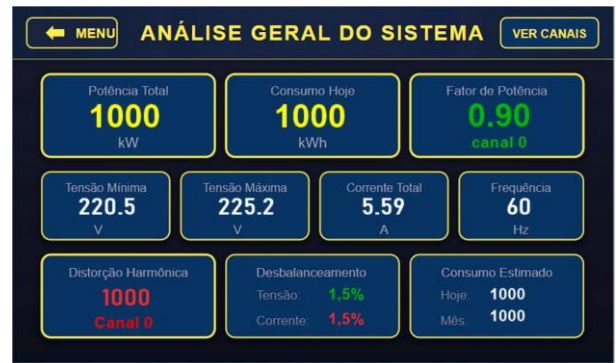 MENU
ANÁLISE GERAL DO SISTEMA
VER CANAIS
Potência Total
1000
kW
Consumo Hoje
1000
kWh
Fator de Potência
0.90
canal 0
Tensão Mínima
220.5
V
Tensão Máxima
225.2
V
Corrente Total
5.59
A
Frequência
60
Hz
Distorção Harmônica
1000
Canal 0
Desbalanceamento
Tensão: 1,5%
Corrente: 1,5%
Consumo Estimado
Hoje: 1000
Mês: 1000